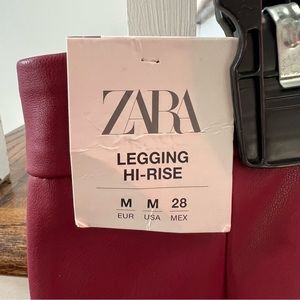 ZARA
LEGGING
HI-RISE
M M 28
EUR USA MEX